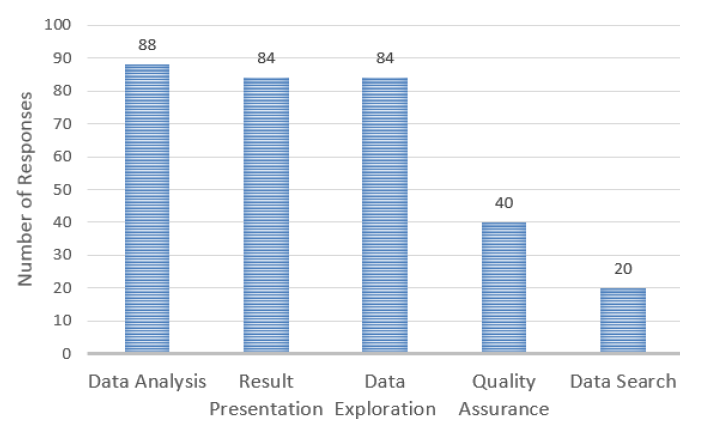 Number of Responses
100
90
80
70
60
50
40
30
20
10
0
88
84
84
40
20
Data Analysis
Result
Presentation
Data
Exploration
Quality
Assurance
Data Search